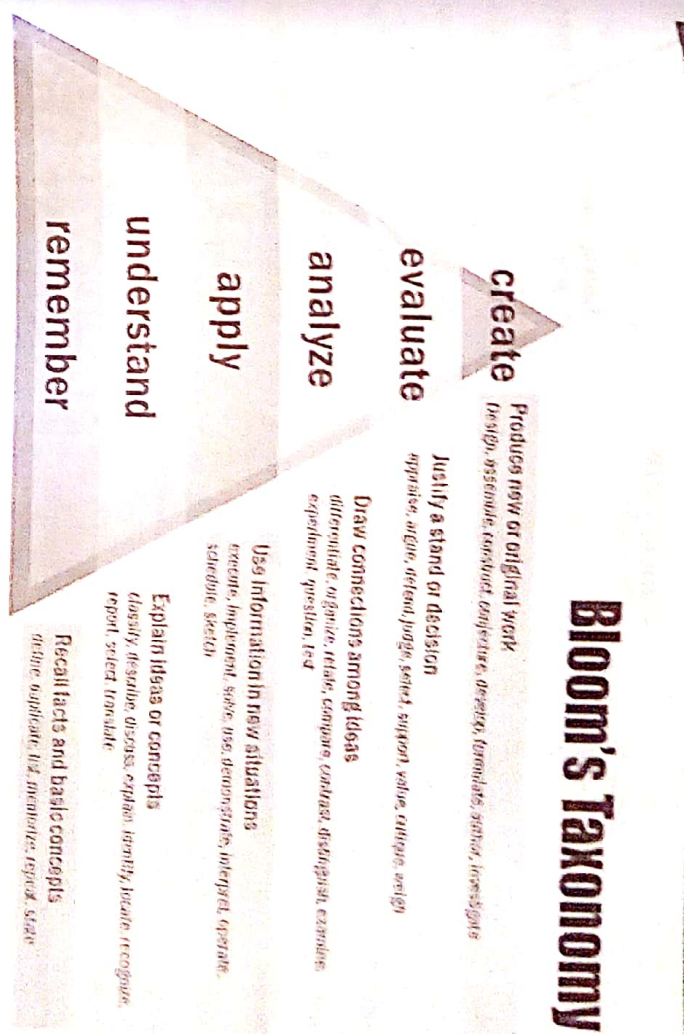 Bloom's Taxonomy
create
Produce new or original work
Design, assemble, construct, conjecture, develop, formulate, author, investigate
evaluate
Justify a stand or decision
appraise, argue, defend, judge, select, support, value, critique, weigh
analyze
Draw connections among ideas
differentiate, organize, relate, compare, contrast, distinguish, examine,
experiment, question, test
apply
Use information in new situations
execute, implement, solve, use, demonstrate, interpret, operate,
schedule, sketch
understand
Explain ideas or concepts
classify, describe, discuss, explain, identify, locate, recognize,
report, select, translate
remember
Recall facts and basic concepts
define, duplicate, list, memorize, repeat, state